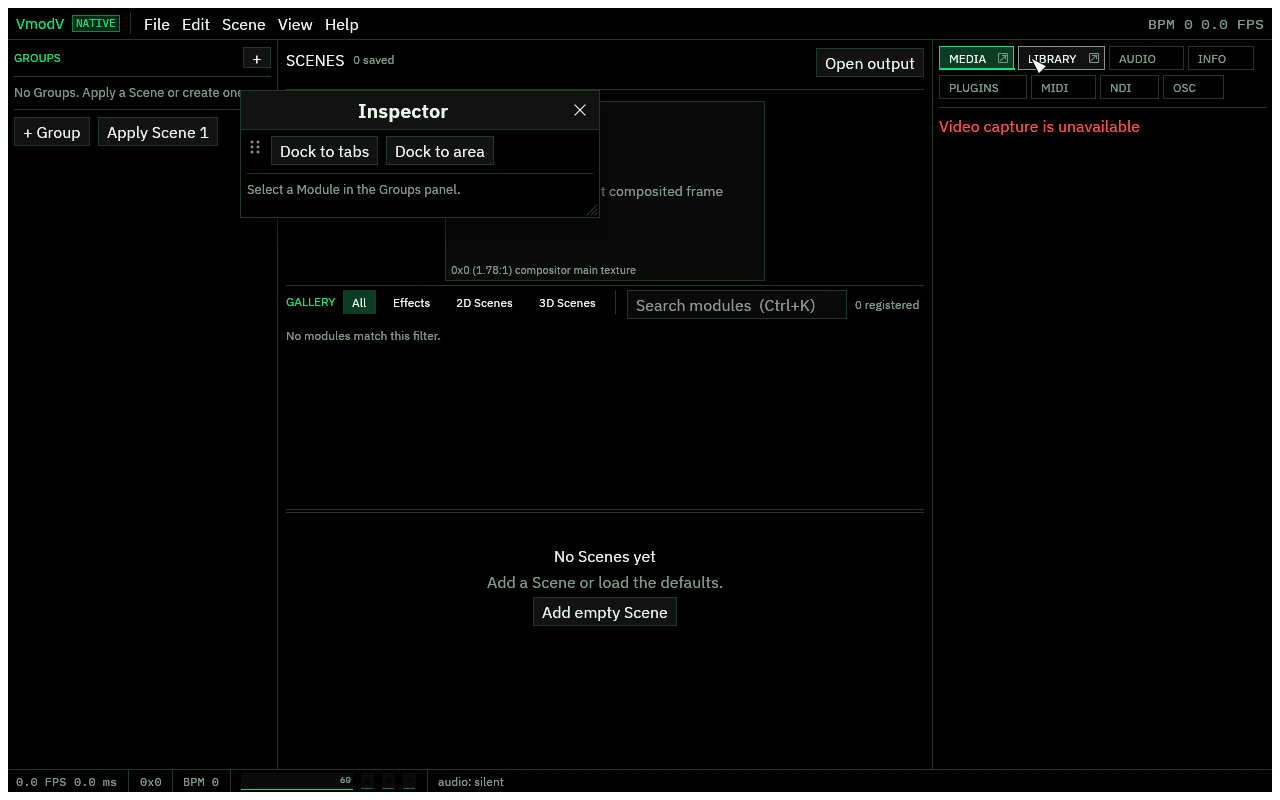 VmodV NATIVE File Edit Scene View Help BPM 0 0.0 FPS
GROUPS +
No Groups. Apply a Scene or create one
+ Group Apply Scene 1
SCENES 0 saved Open output
Inspector
Dock to tabs Dock to area
Select a Module in the Groups panel.
t composited frame
0x0 (1.78:1) compositor main texture
GALLERY All Effects 2D Scenes 3D Scenes Search modules (Ctrl+K) 0 registered
No modules match this filter.
No Scenes yet
Add a Scene or load the defaults.
Add empty Scene
MEDIA LIBRARY AUDIO INFO
PLUGINS MIDI NDI OSC
Video capture is unavailable
0.0 FPS 0.0 ms 0x0 BPM 0 60 audio: silent